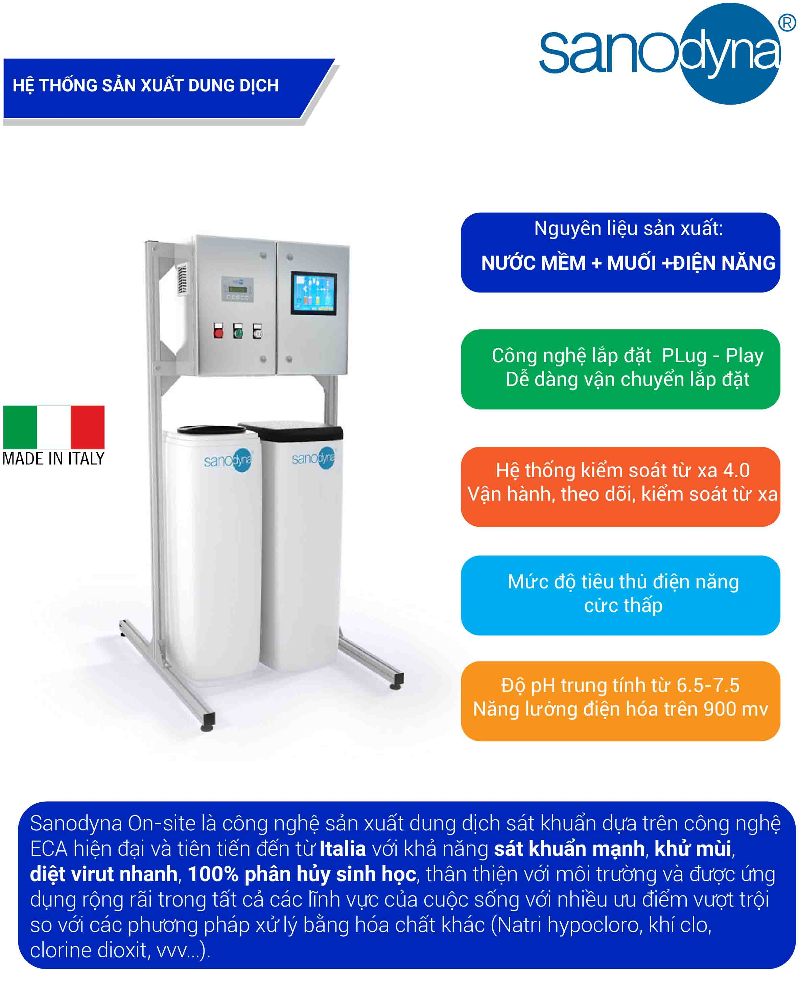 sanodyna®
HỆ THỐNG SẢN XUẤT DUNG DỊCH
Nguyên liệu sản xuất:
NƯỚC MỀM + MUỐI +ĐIỆN NĂNG
Công nghệ lắp đặt PLug - Play
Dễ dàng vận chuyển lắp đặt
MADE IN ITALY
sanodyna
sanodyna
Hệ thống kiểm soát từ xa 4.0
Vận hành, theo dõi, kiểm soát từ xa
Mức độ tiêu thủ điện năng
cửc thấp
Độ pH trung tính từ 6.5-7.5
Năng lưởng điện hóa trên 900 mv
Sanodyna On-site là công nghệ sản xuất dung dịch sát khuẩn dựa trên công nghệ
ECA hiện đại và tiên tiến đến từ Italia với khả năng sát khuẩn mạnh, khử mùi,
diệt virut nhanh, 100% phân hủy sinh học, thân thiện với môi trường và được ứng
dụng rộng rãi trong tất cả các lĩnh vực của cuộc sống với nhiều ưu điểm vượt trội
so với các phương pháp xử lý bằng hóa chất khác (Natri hypocloro, khí clo,
clorine dioxit, vvv...).